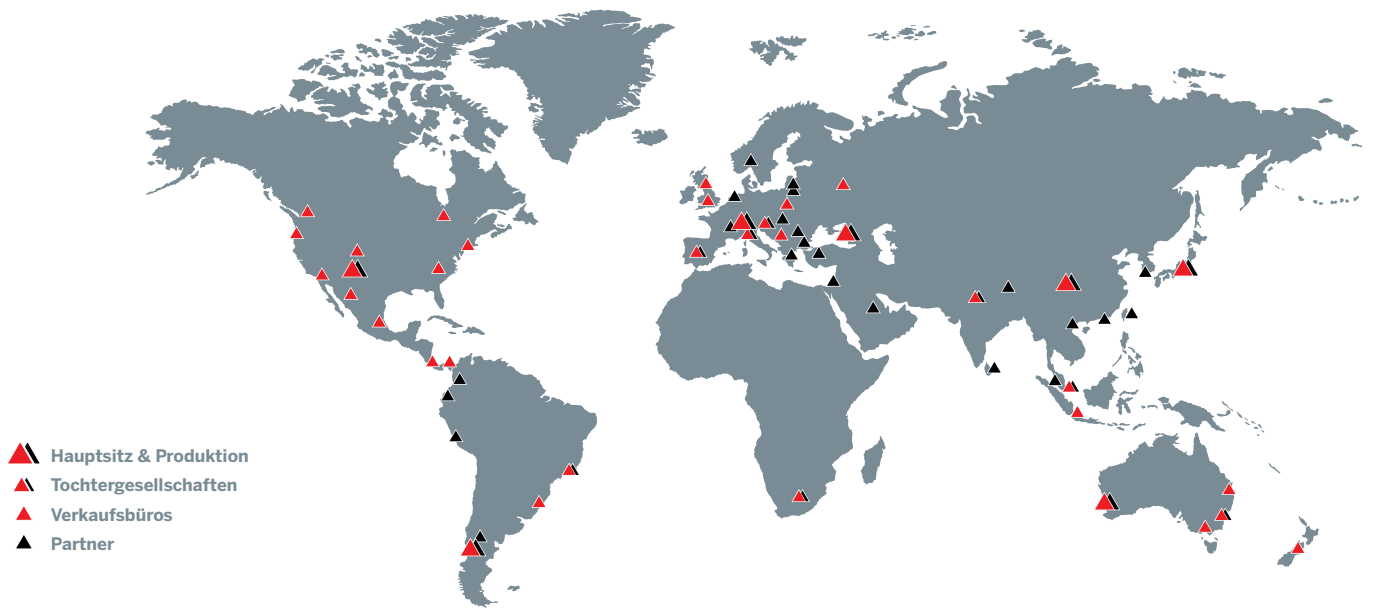 Hauptsitz & Produktion
Tochtergesellschaften
Verkaufsbüros
Partner